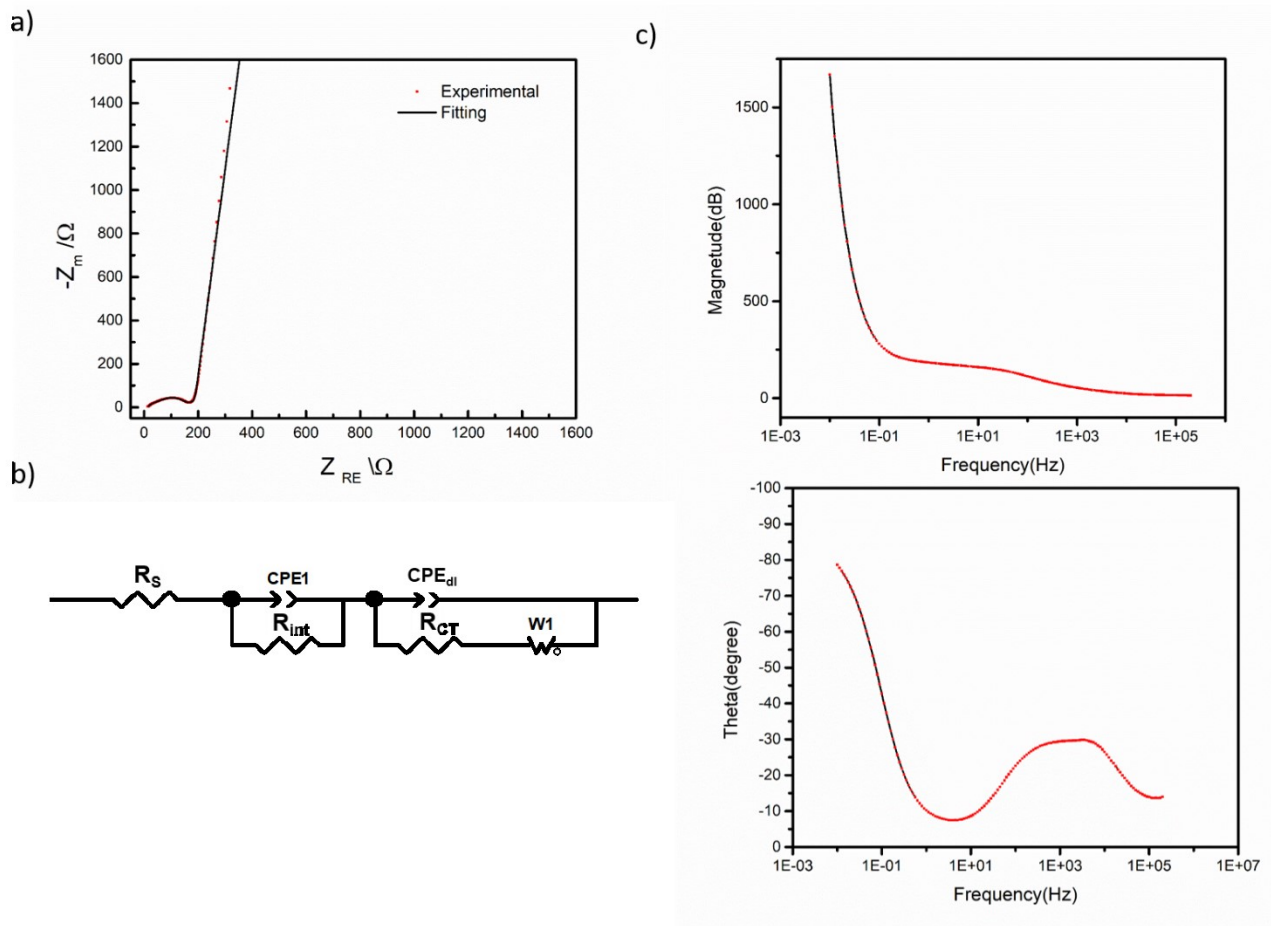 a)
1600
1400
1200
1000
800
600
400
200
0
-Zm /Ω
Experimental
Fitting
0 200 400 600 800 1000 1200 1400 1600
Z RE \Ω
b)
RS
CPE1
Rint
CPEdl
RCT
W1
c)
1500
1000
500
0
Magnetude(dB)
1E-03 1E-01 1E+01 1E+03 1E+05
Frequency(Hz)
-100
-90
-80
-70
-60
-50
-40
-30
-20
-10
0
Theta(degree)
1E-03 1E-01 1E+01 1E+03 1E+05 1E+07
Frequency(Hz)